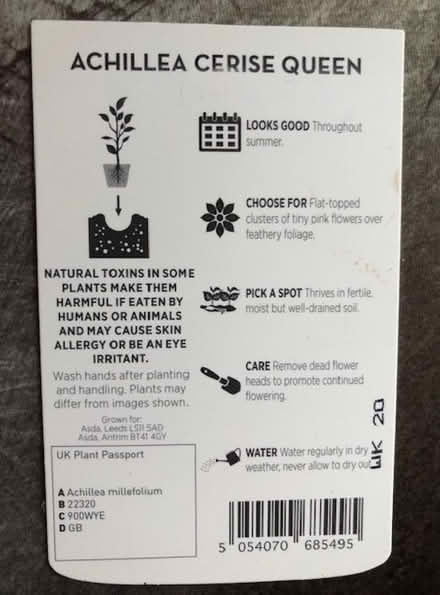 ACHILLEA CERISE QUEEN
NATURAL TOXINS IN SOME
PLANTS MAKE THEM
HARMFUL IF EATEN BY
HUMANS OR ANIMALS
AND MAY CAUSE SKIN
ALLERGY OR BE AN EYE
IRRITANT.
Wash hands after planting
and handling. Plants may
differ from images shown.
Grown for:
Asda, Leeds LS11 5AD
Asda, Antrim BT41 4GY
UK Plant Passport
A Achillea millefolium
B 22320
C 900WYE
D GB
LOOKS GOOD Throughout
summer.
CHOOSE FOR Flat-topped
clusters of tiny pink flowers over
feathery foliage.
PICK A SPOT Thrives in fertile,
moist but well-drained soil.
CARE Remove dead flower
heads to promote continued
flowering.
WATER Water regularly in dry
weather, never allow to dry out.
WK 20
5 054070 685495